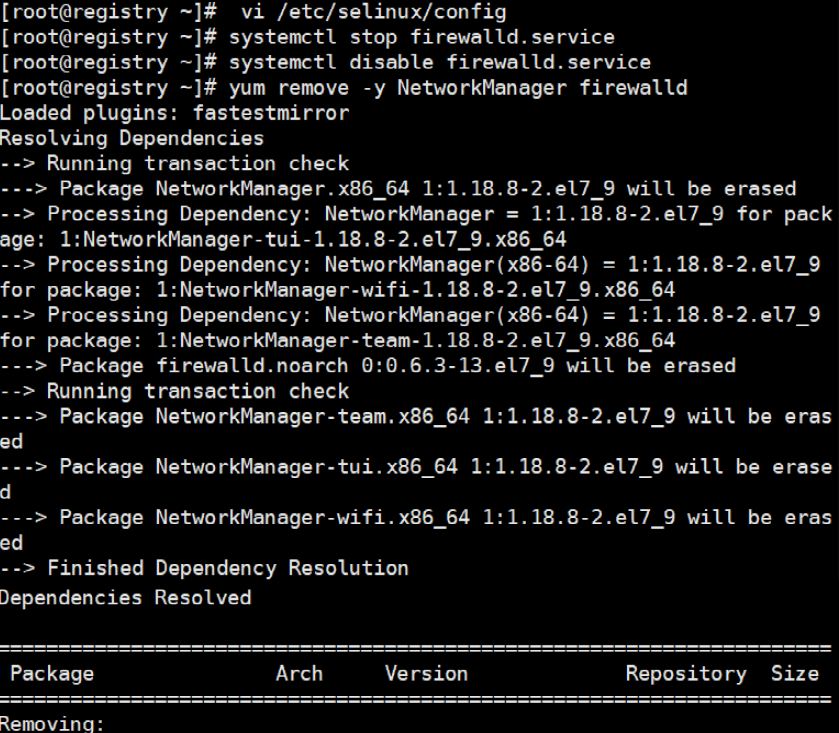 [root@registry ~]#  vi /etc/selinux/config
[root@registry ~]# systemctl stop firewalld.service
[root@registry ~]# systemctl disable firewalld.service
[root@registry ~]# yum remove -y NetworkManager firewalld
Loaded plugins: fastestmirror
Resolving Dependencies
--> Running transaction check
---> Package NetworkManager.x86_64 1:1.18.8-2.el7_9 will be erased
--> Processing Dependency: NetworkManager = 1:1.18.8-2.el7_9 for pack
age: 1:NetworkManager-tui-1.18.8-2.el7_9.x86_64
--> Processing Dependency: NetworkManager(x86-64) = 1:1.18.8-2.el7_9
for package: 1:NetworkManager-wifi-1.18.8-2.el7_9.x86_64
--> Processing Dependency: NetworkManager(x86-64) = 1:1.18.8-2.el7_9
for package: 1:NetworkManager-team-1.18.8-2.el7_9.x86_64
---> Package firewalld.noarch 0:0.6.3-13.el7_9 will be erased
--> Running transaction check
---> Package NetworkManager-team.x86_64 1:1.18.8-2.el7_9 will be eras
ed
---> Package NetworkManager-tui.x86_64 1:1.18.8-2.el7_9 will be erase
d
---> Package NetworkManager-wifi.x86_64 1:1.18.8-2.el7_9 will be eras
ed
--> Finished Dependency Resolution
Dependencies Resolved
=====================================================================
Package Arch Version Repository Size
=====================================================================
Removing: